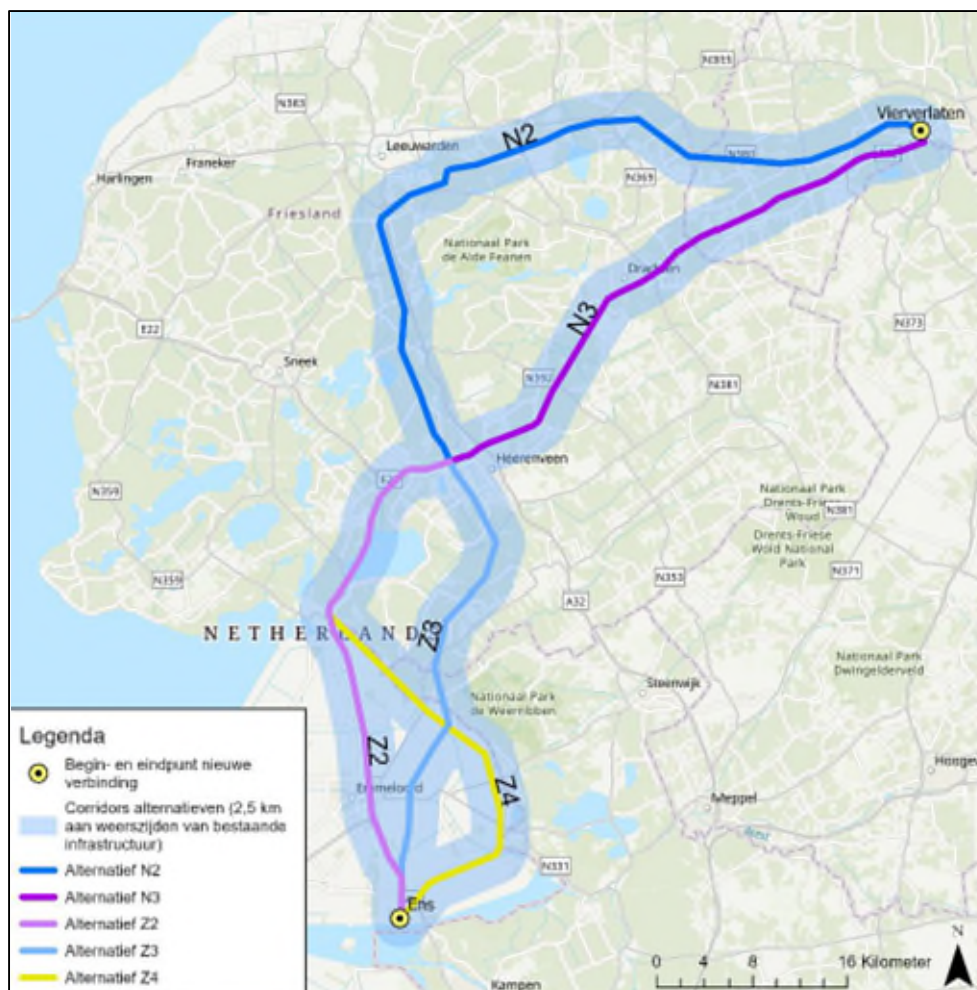 N355
Vierverlaten
N383
Leeuwarden
N2
Franeker
Harlingen
N369
Friesland
Nationaal Park
de Alde Feanen
Drachten
N3
N373
E22
Sneek
N392
N381
Heerenveen
N359
Nationaal Park
Drents-Friese
Woud
N381
Drents-Friese
Wold National
Park
N371
N359
N353
A32
NETHERLAND
Z3
Nationaal Park
Dwingelderveld
Steenwijk
Nationaal Park
de Weerribben
Z2
Z4
Emmeloord
Hoogev
Meppel
N331
Ens
Kampen
Legenda
Begin- en eindpunt nieuwe
verbinding
Corridors alternatieven (2,5 km
aan weerszijden van bestaande
infrastructuur)
Alternatief N2
Alternatief N3
Alternatief Z2
Alternatief Z3
Alternatief Z4
N
0 4 8 16 Kilometer